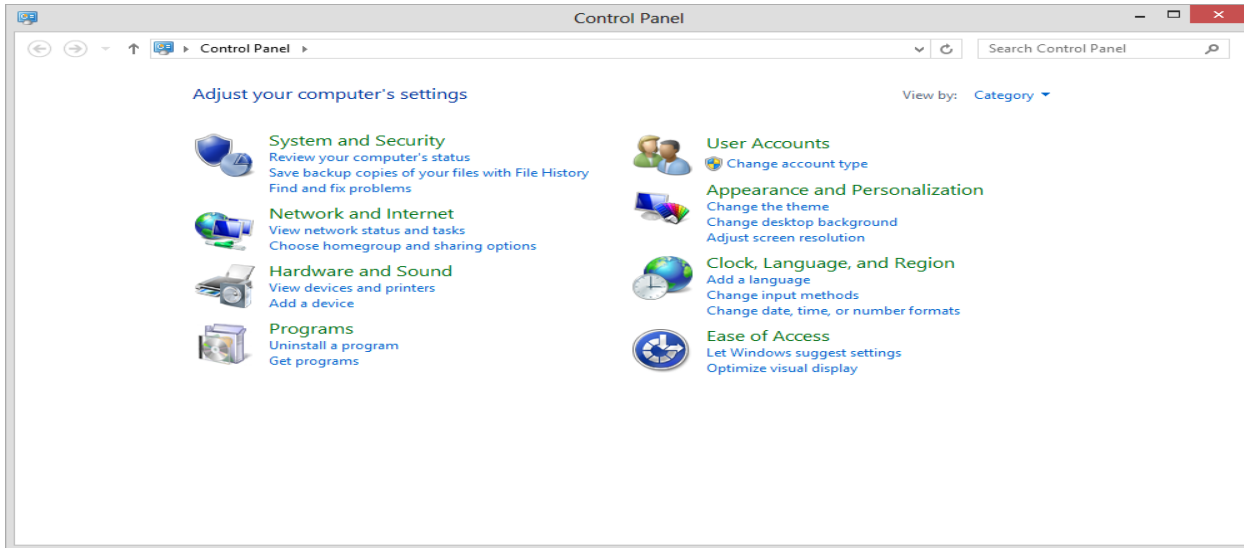 Control Panel
Control Panel
Search Control Panel
Adjust your computer's settings
View by: Category
System and Security
Review your computer's status
Save backup copies of your files with File History
Find and fix problems
Network and Internet
View network status and tasks
Choose homegroup and sharing options
Hardware and Sound
View devices and printers
Add a device
Programs
Uninstall a program
Get programs
User Accounts
Change account type
Appearance and Personalization
Change the theme
Change desktop background
Adjust screen resolution
Clock, Language, and Region
Add a language
Change input methods
Change date, time, or number formats
Ease of Access
Let Windows suggest settings
Optimize visual display